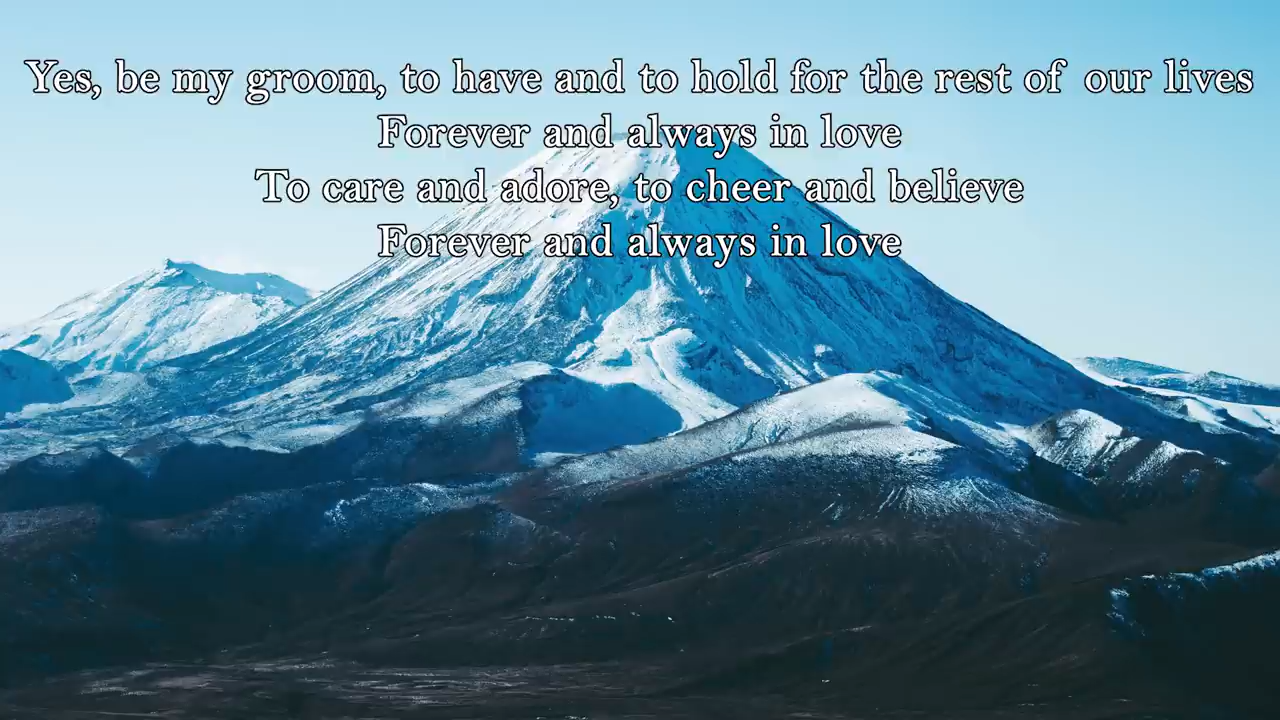 Yes, be my groom, to have and to hold for the rest of our lives
Forever and always in love
To care and adore, to cheer and believe
Forever and always in love